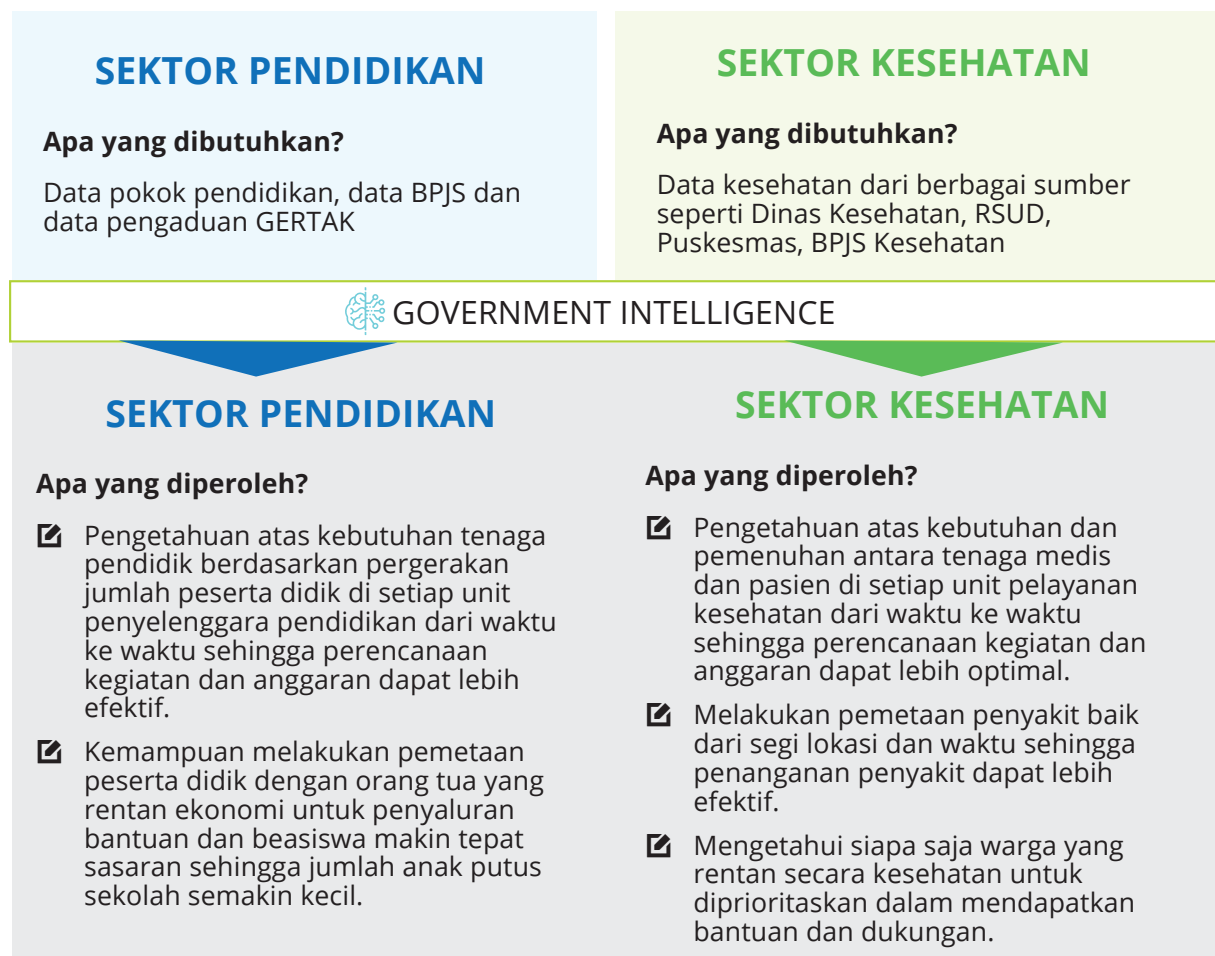 SEKTOR PENDIDIKAN
Apa yang dibutuhkan?
Data pokok pendidikan, data BPJS dan
data pengaduan GERTAK
SEKTOR KESEHATAN
Apa yang dibutuhkan?
Data kesehatan dari berbagai sumber
seperti Dinas Kesehatan, RSUD,
Puskesmas, BPJS Kesehatan
GOVERNMENT INTELLIGENCE
SEKTOR PENDIDIKAN
Apa yang diperoleh?
Pengetahuan atas kebutuhan tenaga
pendidik berdasarkan pergerakan
jumlah peserta didik di setiap unit
penyelenggara pendidikan dari waktu
ke waktu sehingga perencanaan
kegiatan dan anggaran dapat lebih
efektif.
Kemampuan melakukan pemetaan
peserta didik dengan orang tua yang
rentan ekonomi untuk penyaluran
bantuan dan beasiswa makin tepat
sasaran sehingga jumlah anak putus
sekolah semakin kecil.
SEKTOR KESEHATAN
Apa yang diperoleh?
Pengetahuan atas kebutuhan dan
pemenuhan antara tenaga medis
dan pasien di setiap unit pelayanan
kesehatan dari waktu ke waktu
sehingga perencanaan kegiatan dan
anggaran dapat lebih optimal.
Melakukan pemetaan penyakit baik
dari segi lokasi dan waktu sehingga
penanganan penyakit dapat lebih
efektif.
Mengetahui siapa saja warga yang
rentan secara kesehatan untuk
diprioritaskan dalam mendapatkan
bantuan dan dukungan.